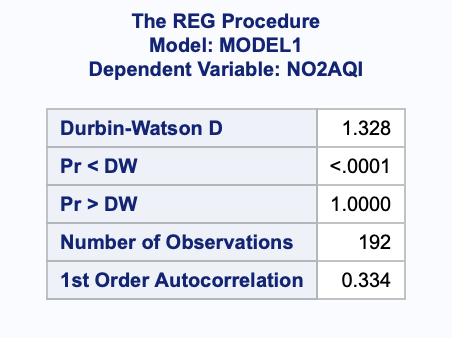 The REG Procedure
Model: MODEL1
Dependent Variable: NO2AQI
Durbin-Watson D 1.328
Pr < DW <.0001
Pr > DW 1.0000
Number of Observations 192
1st Order Autocorrelation 0.334